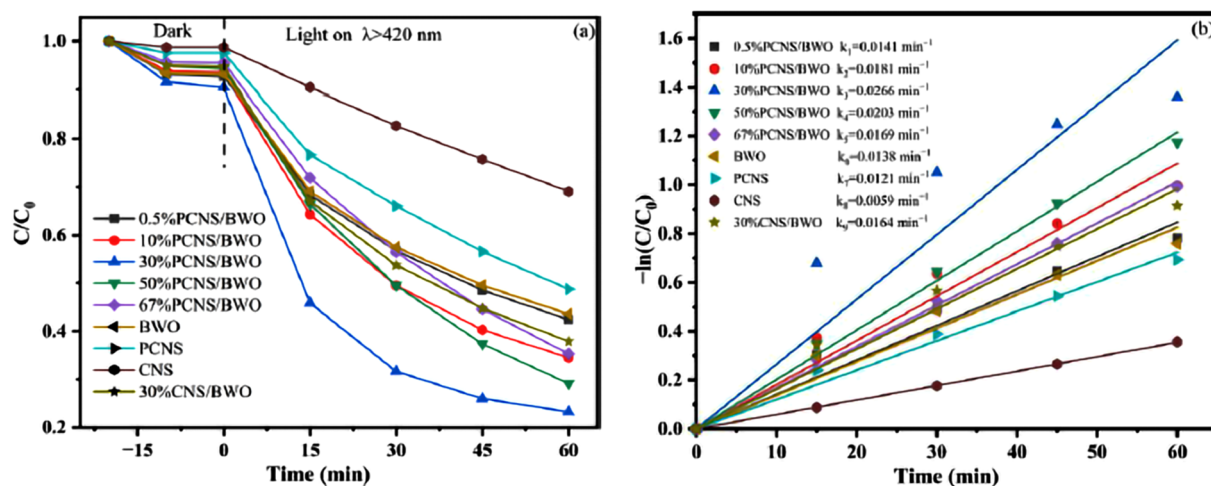 Dark
Light on λ>420 nm
(a)
1.0
0.8
0.6
0.4
0.2
C/C₀
0.5%PCNS/BWO
10%PCNS/BWO
30%PCNS/BWO
50%PCNS/BWO
67%PCNS/BWO
BWO
PCNS
CNS
30%CNS/BWO
−15 0 15 30 45 60
Time (min)
(b)
1.6
1.4
1.2
1.0
0.8
0.6
0.4
0.2
0.0
−ln(C/C₀)
0.5%PCNS/BWO k₁=0.0141 min⁻¹
10%PCNS/BWO k₂=0.0181 min⁻¹
30%PCNS/BWO k₃=0.0266 min⁻¹
50%PCNS/BWO k₄=0.0203 min⁻¹
67%PCNS/BWO k₅=0.0169 min⁻¹
BWO k₆=0.0138 min⁻¹
PCNS k₇=0.0121 min⁻¹
CNS k₈=0.0059 min⁻¹
30%CNS/BWO k₉=0.0164 min⁻¹
0 10 20 30 40 50 60
Time (min)